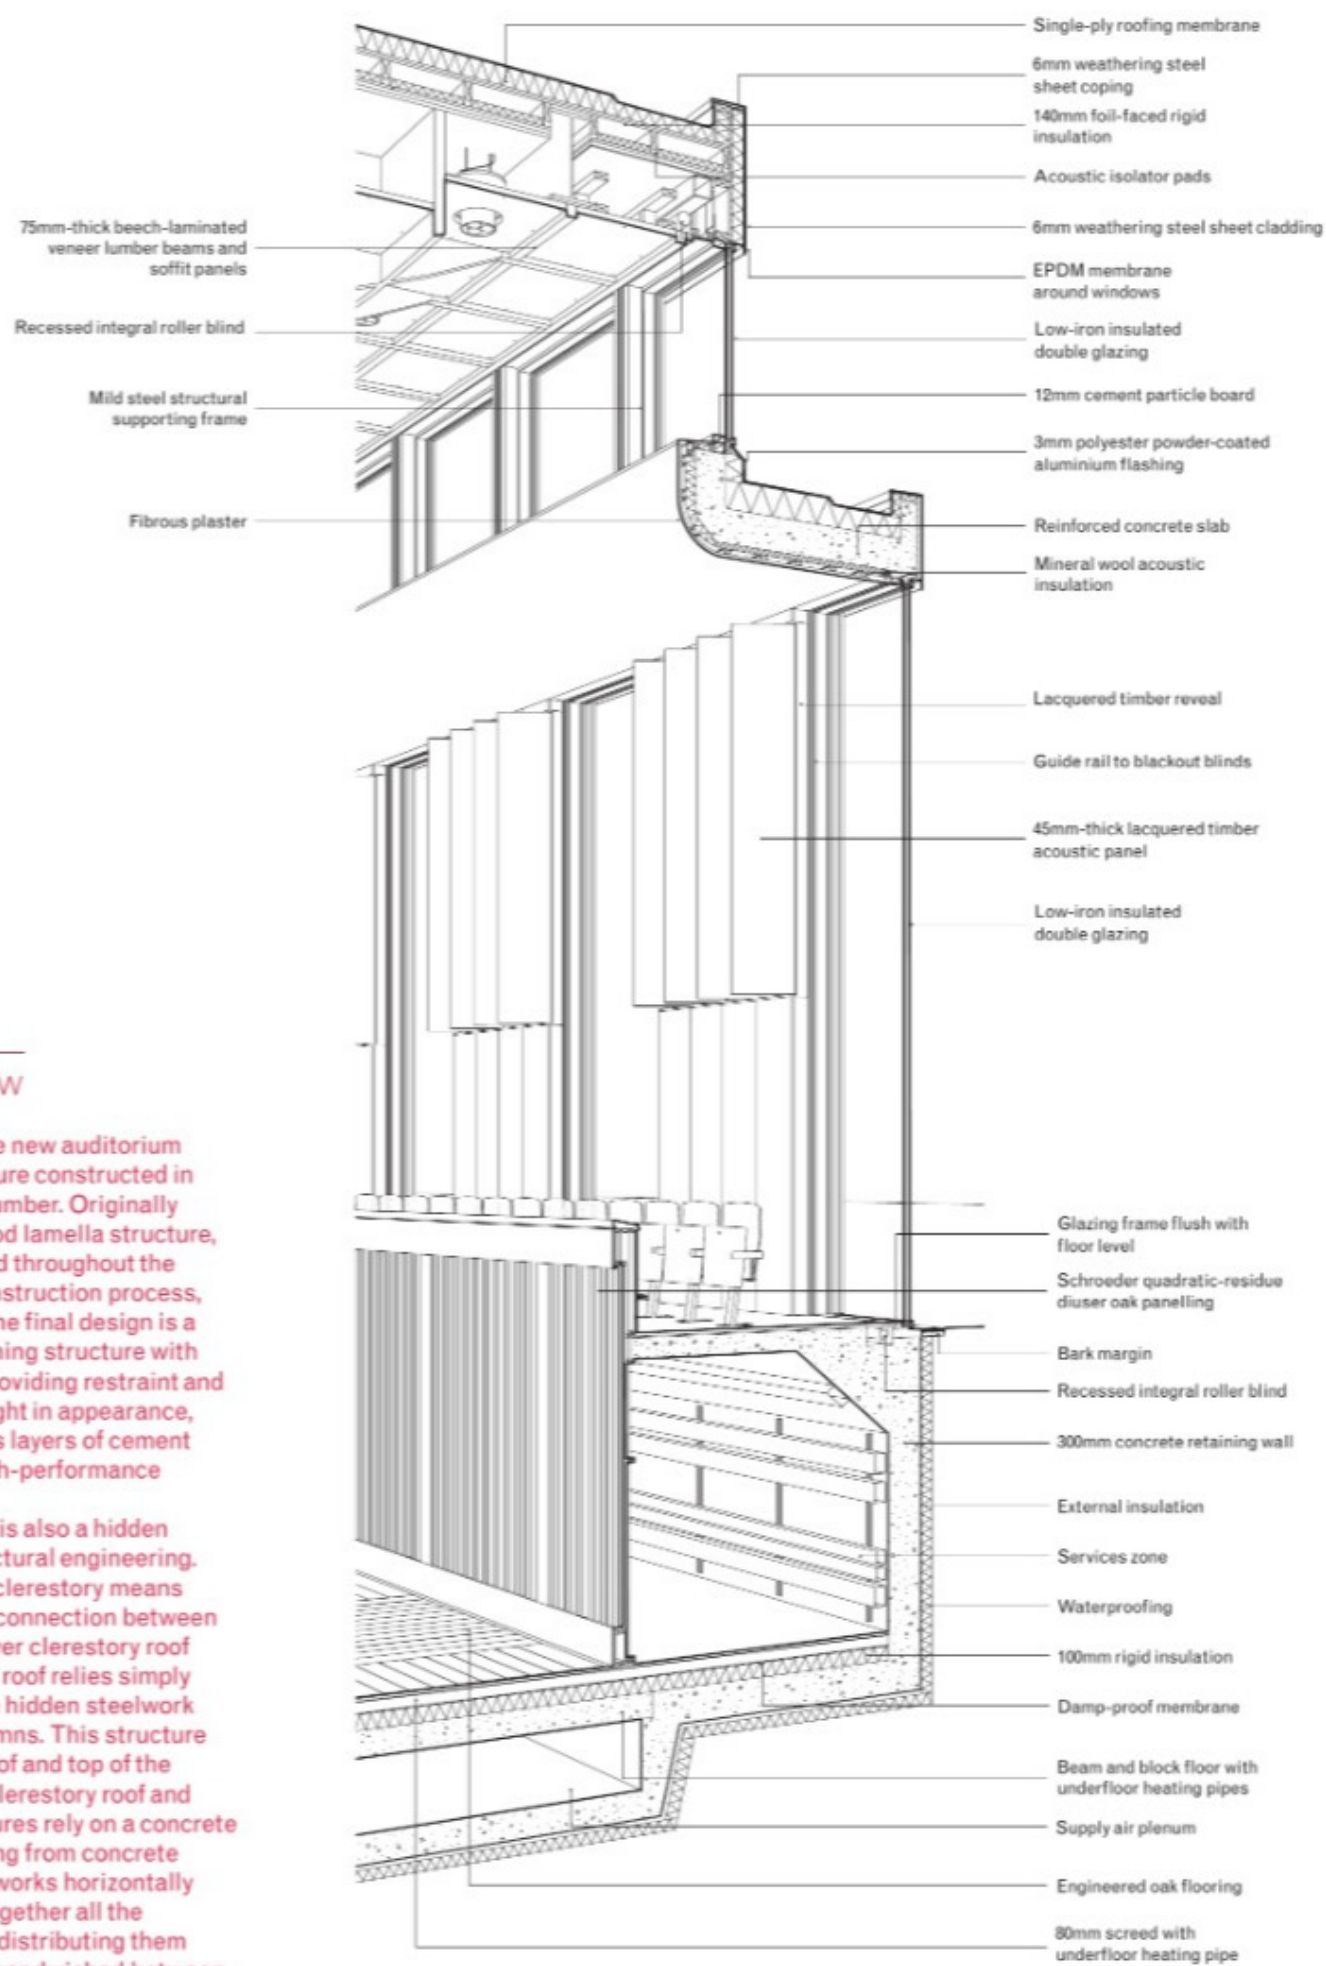 Single-ply roofing membrane
6mm weathering steel
sheet coping
140mm foil-faced rigid
insulation
Acoustic isolator pads
6mm weathering steel sheet cladding
EPDM membrane
around windows
Low-iron insulated
double glazing
12mm cement particle board
3mm polyester powder-coated
aluminium flashing
Reinforced concrete slab
Mineral wool acoustic
insulation
Lacquered timber reveal
Guide rail to blackout blinds
45mm-thick lacquered timber
acoustic panel
Low-iron insulated
double glazing
Glazing frame flush with
floor level
Schroeder quadratic-residue
diuser oak panelling
Bark margin
Recessed integral roller blind
300mm concrete retaining wall
External insulation
Services zone
Waterproofing
100mm rigid insulation
Damp-proof membrane
Beam and block floor with
underfloor heating pipes
Supply air plenum
Engineered oak flooring
80mm screed with
underfloor heating pipe
75mm-thick beech-laminated
veneer lumber beams and
soffit panels
Recessed integral roller blind
Mild steel structural
supporting frame
Fibrous plaster
W
e new auditorium
ure constructed in
umber. Originally
od lamella structure,
d throughout the
nstruction process,
he final design is a
ning structure with
roviding restraint and
ght in appearance,
s layers of cement
h-performance
is also a hidden
ctural engineering.
clerestory means
connection between
er clerestory roof
roof relies simply
hidden steelwork
mns. This structure
of and top of the
lerestory roof and
ures rely on a concrete
ng from concrete
works horizontally
gether all the
distributing them